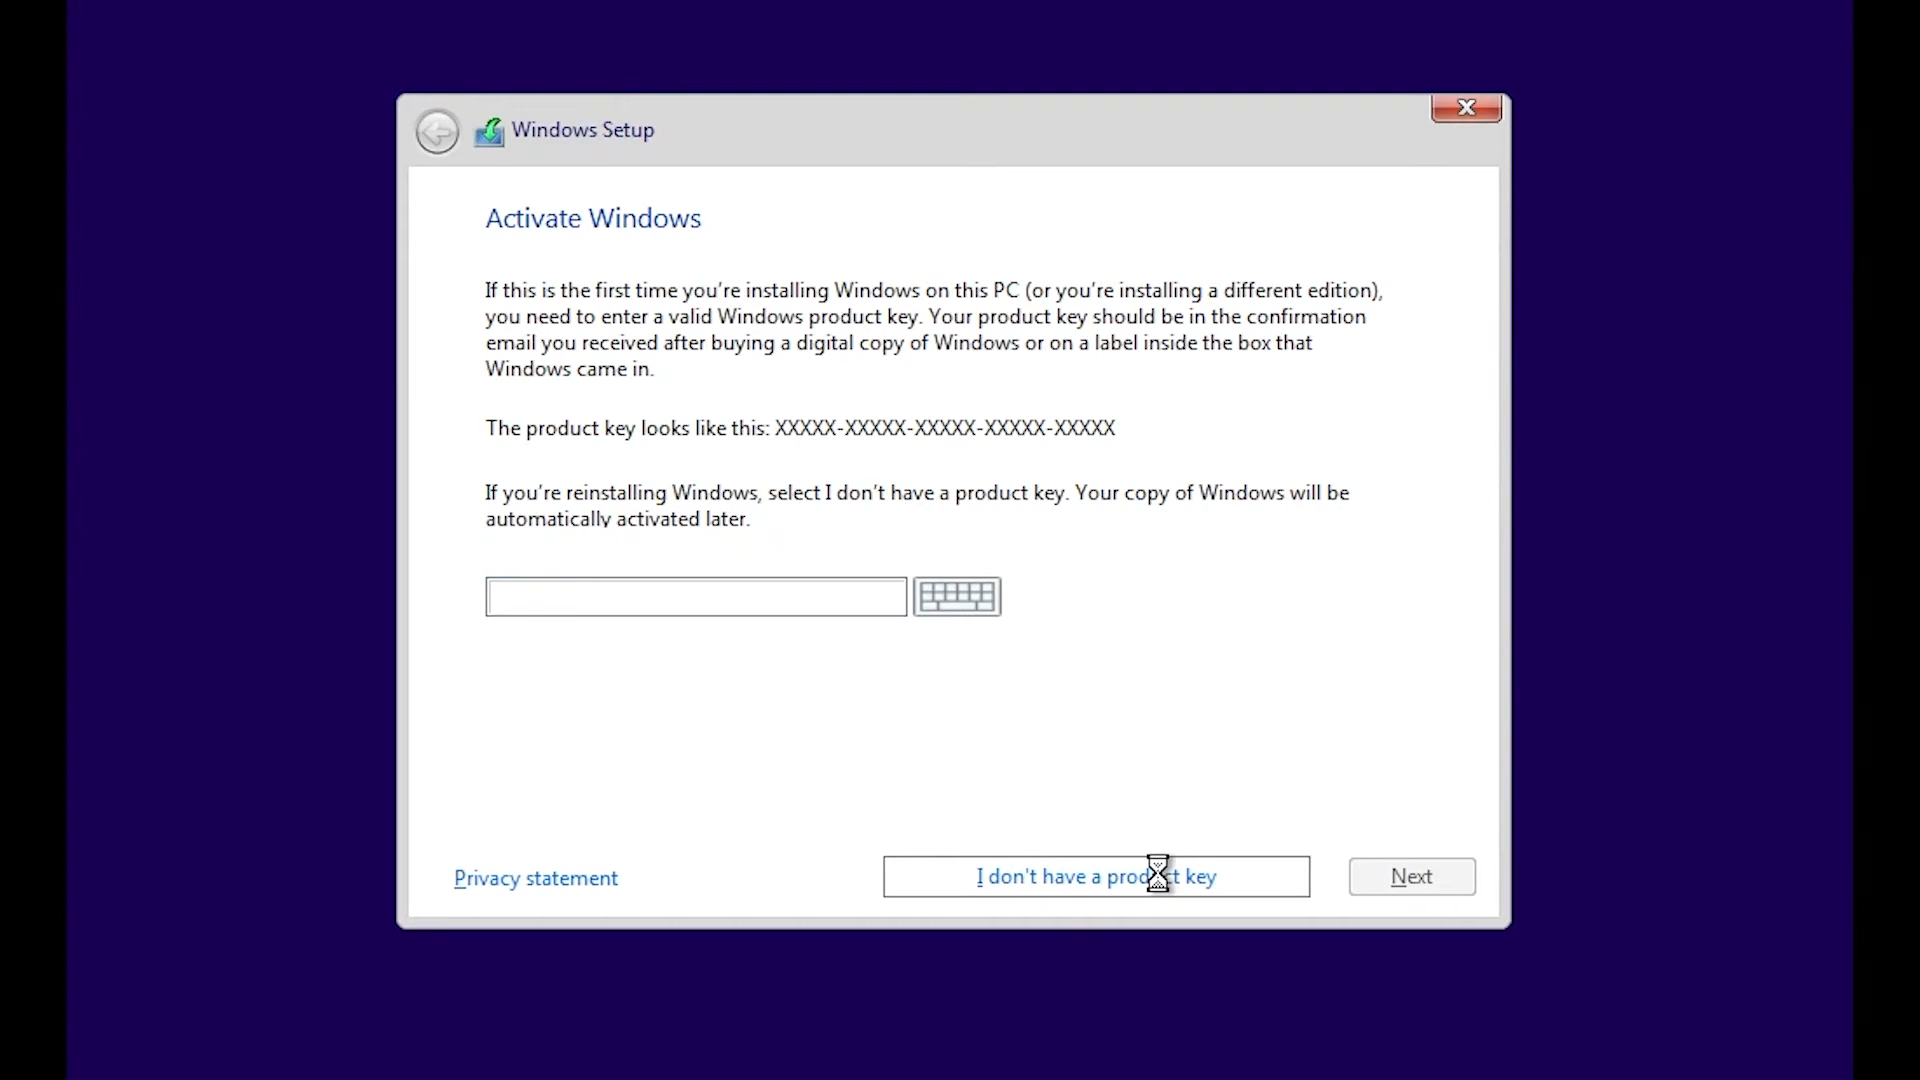 Windows Setup
Activate Windows
If this is the first time you're installing Windows on this PC (or you're installing a different edition),
you need to enter a valid Windows product key. Your product key should be in the confirmation
email you received after buying a digital copy of Windows or on a label inside the box that
Windows came in.
The product key looks like this: XXXXX-XXXXX-XXXXX-XXXXX-XXXXX
If you're reinstalling Windows, select I don't have a product key. Your copy of Windows will be
automatically activated later.
Privacy statement
I don't have a product key
Next